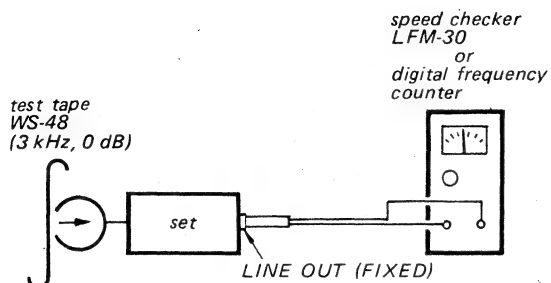 speed checker
LFM-30
or
digital frequency
counter
test tape
WS-48
(3 kHz, 0 dB)
set
LINE OUT (FIXED)